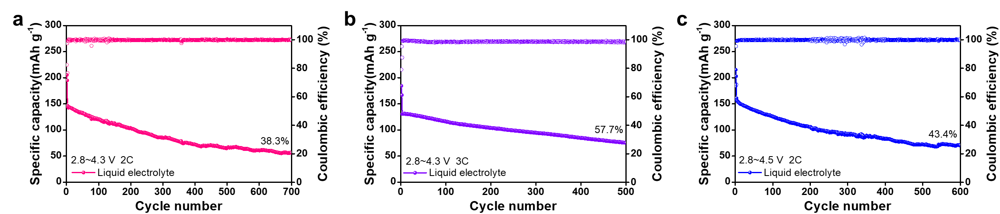 a
Specific capacity(mAh g⁻¹)
300
250
200
150
100
50
0
0 100 200 300 400 500 600 700
Cycle number
100
80
60
40
20
0
Coulombic efficiency (%)
38.3%
2.8~4.3 V 2C
Liquid electrolyte
b
Specific capacity(mAh g⁻¹)
300
250
200
150
100
50
0
0 100 200 300 400 500
Cycle number
100
80
60
40
20
0
Coulombic efficiency (%)
57.7%
2.8~4.3 V 3C
Liquid electrolyte
c
Specific capacity(mAh g⁻¹)
300
250
200
150
100
50
0
0 100 200 300 400 500 600
Cycle number
100
80
60
40
20
0
Coulombic efficiency (%)
43.4%
2.8~4.5 V 2C
Liquid electrolyte